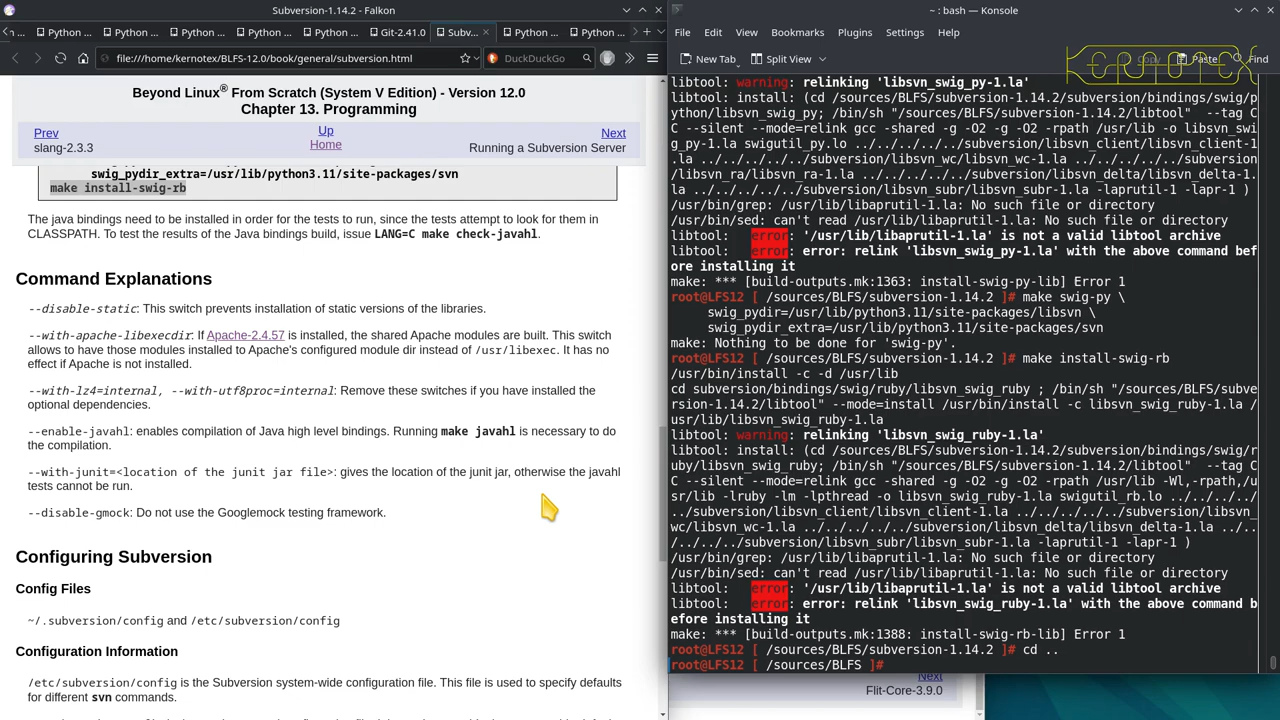 Subversion-1.14.2 - Falkon
n ...
Python ...
Python ...
Python ...
Python ...
Python ...
Git-2.41.0
Subv...
Python ...
Python ...
file:///home/kernotex/BLFS-12.0/book/general/subversion.html
DuckDuckGo
Beyond Linux® From Scratch (System V Edition) - Version 12.0
Chapter 13. Programming
Prev
Up
Next
slang-2.3.3
Home
Running a Subversion Server
swig_pydir_extra=/usr/lib/python3.11/site-packages/svn
make install-swig-rb
The java bindings need to be installed in order for the tests to run, since the tests attempt to look for them in
CLASSPATH. To test the results of the Java bindings build, issue LANG=C make check-javahl.
Command Explanations
--disable-static: This switch prevents installation of static versions of the libraries.
--with-apache-libexecdir: If Apache-2.4.57 is installed, the shared Apache modules are built. This switch
allows to have those modules installed to Apache's configured module dir instead of /usr/libexec. It has no
effect if Apache is not installed.
--with-lz4=internal, --with-utf8proc=internal: Remove these switches if you have installed the
optional dependencies.
--enable-javahl: enables compilation of Java high level bindings. Running make javahl is necessary to do
the compilation.
--with-junit=<location of the junit jar file>: gives the location of the junit jar, otherwise the javahl
tests cannot be run.
--disable-gmock: Do not use the Googlemock testing framework.
Configuring Subversion
Config Files
~/.subversion/config and /etc/subversion/config
Configuration Information
/etc/subversion/config is the Subversion system-wide configuration file. This file is used to specify defaults
for different svn commands.
~ : bash — Konsole
File Edit View Bookmarks Plugins Settings Help
New Tab
Split View
Copy
Paste
Find
Kernotex
libtool: warning: relinking 'libsvn_swig_py-1.la'
libtool: install: (cd /sources/BLFS/subversion-1.14.2/subversion/bindings/swig/p
ython/libsvn_swig_py; /bin/sh "/sources/BLFS/subversion-1.14.2/libtool"  --tag C
C --silent --mode=relink gcc -shared -g -O2 -g -O2 -rpath /usr/lib -o libsvn_swi
g_py-1.la swigutil_py.lo ../../../../../subversion/libsvn_client/libsvn_client-1
.la ../../../../../subversion/libsvn_wc/libsvn_wc-1.la ../../../../../subversion
/libsvn_ra/libsvn_ra-1.la ../../../../../subversion/libsvn_delta/libsvn_delta-1.
la ../../../../../subversion/libsvn_subr/libsvn_subr-1.la -laprutil-1 -lapr-1 )
/usr/bin/grep: /usr/lib/libaprutil-1.la: No such file or directory
/usr/bin/sed: can't read /usr/lib/libaprutil-1.la: No such file or directory
libtool:   error: '/usr/lib/libaprutil-1.la' is not a valid libtool archive
libtool:   error: error: relink 'libsvn_swig_py-1.la' with the above command bef
ore installing it
make: *** [build-outputs.mk:1363: install-swig-py-lib] Error 1
root@LFS12 [ /sources/BLFS/subversion-1.14.2 ]# make swig-py \
swig_pydir=/usr/lib/python3.11/site-packages/libsvn \
swig_pydir_extra=/usr/lib/python3.11/site-packages/svn
make: Nothing to be done for 'swig-py'.
root@LFS12 [ /sources/BLFS/subversion-1.14.2 ]# make install-swig-rb
/usr/bin/install -c -d /usr/lib
cd subversion/bindings/swig/ruby/libsvn_swig_ruby ; /bin/sh "/sources/BLFS/subve
rsion-1.14.2/libtool" --mode=install /usr/bin/install -c libsvn_swig_ruby-1.la /
usr/lib/libsvn_swig_ruby-1.la
libtool: warning: relinking 'libsvn_swig_ruby-1.la'
libtool: install: (cd /sources/BLFS/subversion-1.14.2/subversion/bindings/swig/r
uby/libsvn_swig_ruby; /bin/sh "/sources/BLFS/subversion-1.14.2/libtool"  --tag C
C --silent --mode=relink gcc -shared -g -O2 -g -O2 -rpath /usr/lib -Wl,-rpath,/u
sr/lib -lruby -lm -lpthread -o libsvn_swig_ruby-1.la swigutil_rb.lo ../../../../
../subversion/libsvn_client/libsvn_client-1.la ../../../../../subversion/libsvn_
wc/libsvn_wc-1.la ../../../../../subversion/libsvn_delta/libsvn_delta-1.la ../..
/../../../subversion/libsvn_subr/libsvn_subr-1.la -laprutil-1 -lapr-1 )
/usr/bin/grep: /usr/lib/libaprutil-1.la: No such file or directory
/usr/bin/sed: can't read /usr/lib/libaprutil-1.la: No such file or directory
libtool:   error: '/usr/lib/libaprutil-1.la' is not a valid libtool archive
libtool:   error: error: relink 'libsvn_swig_ruby-1.la' with the above command b
efore installing it
make: *** [build-outputs.mk:1388: install-swig-rb-lib] Error 1
root@LFS12 [ /sources/BLFS/subversion-1.14.2 ]# cd ..
root@LFS12 [ /sources/BLFS ]#
Next
Flit-Core-3.9.0